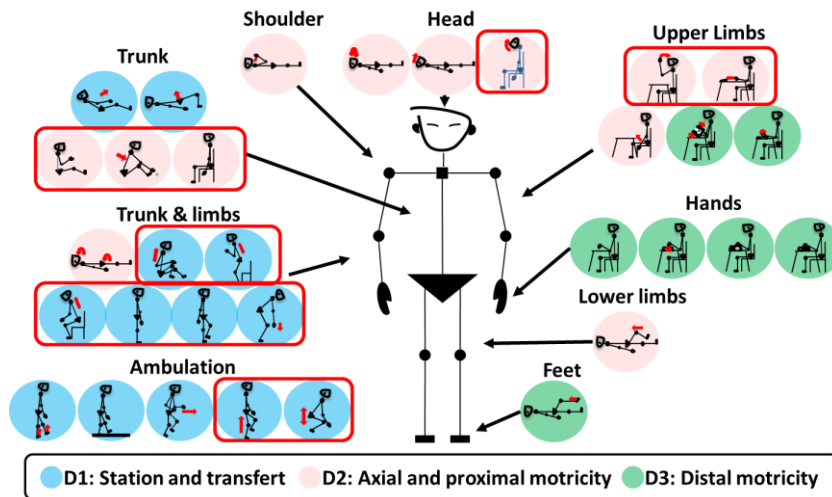 Shoulder
Head
Trunk
Upper Limbs
Trunk & limbs
Hands
Lower limbs
Ambulation
Feet
D1: Station and transfert
D2: Axial and proximal motricity
D3: Distal motricity